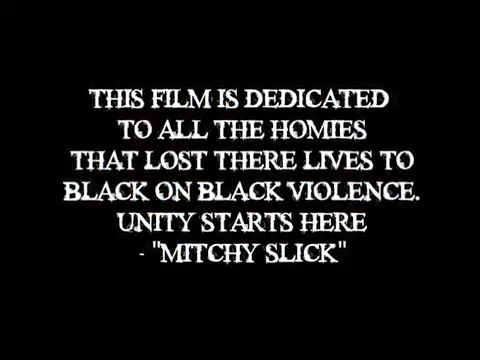 THIS FILM IS DEDICATED
TO ALL THE HOMIES
THAT LOST THERE LIVES TO
BLACK ON BLACK VIOLENCE.
UNITY STARTS HERE
- "MITCHY SLICK"